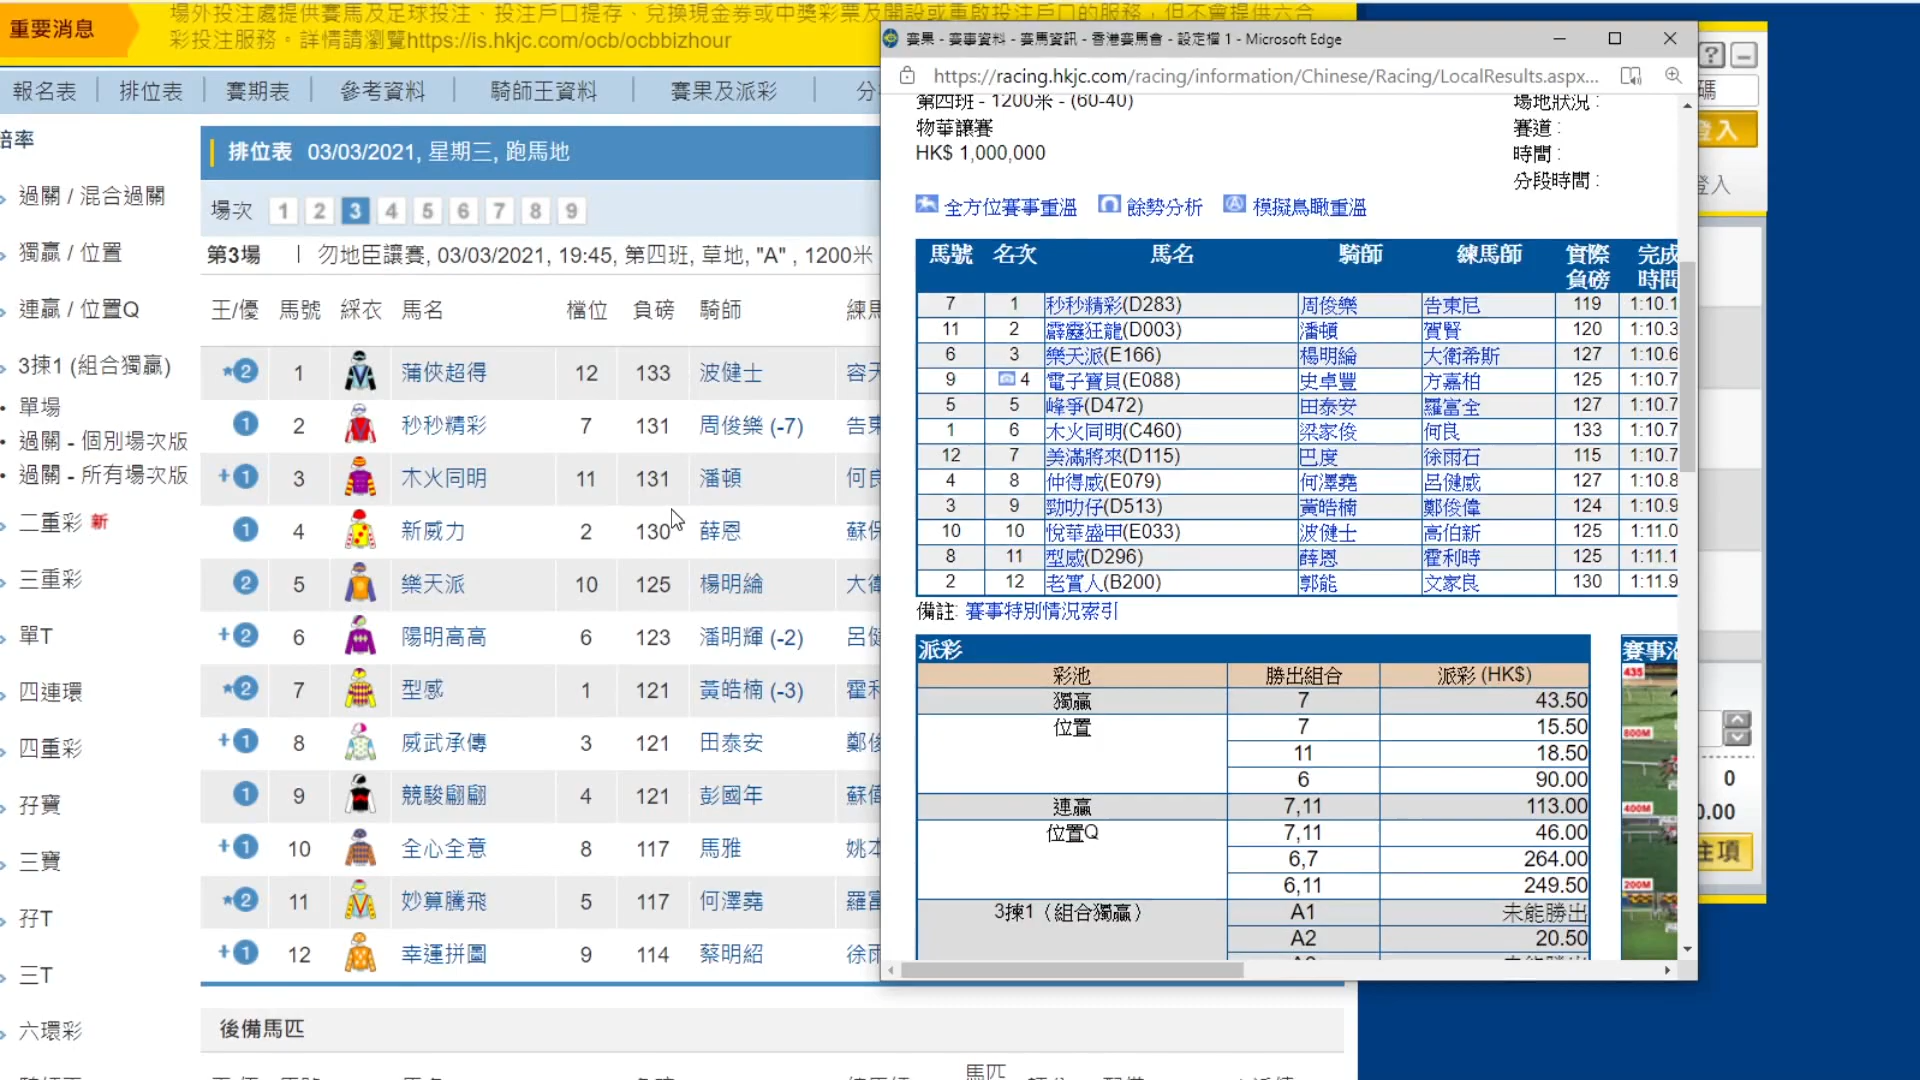 重要消息
場外投注處提供賽馬及足球投注、投注戶口提存、兌換現金券或中獎彩票及開設或重啟投注戶口的服務，但不會提供六合
彩投注服務。詳情請瀏覽https://is.hkjc.com/ocb/ocbbizhour
報名表 排位表 賽期表 參考資料 騎師王資料 賽果及派彩
過關 / 混合過關
獨贏 / 位置
連贏 / 位置Q
3揀1 (組合獨贏)
單場
過關 - 個別場次版
過關 - 所有場次版
二重彩 新
三重彩
單T
四連環
四重彩
孖寶
三寶
孖T
三T
六環彩
排位表 03/03/2021, 星期三, 跑馬地
場次 1 2 3 4 5 6 7 8 9
第3場 | 勿地臣讓賽, 03/03/2021, 19:45, 第四班, 草地, "A" , 1200米
王/優 馬號 綵衣 馬名 檔位 負磅 騎師
★2 1 蒲俠超得 12 133 波健士
1 2 秒秒精彩 7 131 周俊樂 (-7)
+1 3 木火同明 11 131 潘頓
1 4 新威力 2 130 薛恩
2 5 樂天派 10 125 楊明綸
+2 6 陽明高高 6 123 潘明輝 (-2)
★2 7 型感 1 121 黃皓楠 (-3)
+1 8 威武承傳 3 121 田泰安
1 9 競駿翩翩 4 121 彭國年
+1 10 全心全意 8 117 馬雅
★2 11 妙算騰飛 5 117 何澤堯
+1 12 幸運拼圖 9 114 蔡明紹
後備馬匹
賽果 - 賽事資料 - 賽馬資訊 - 香港賽馬會 - 設定檔 1 - Microsoft Edge
https://racing.hkjc.com/racing/information/Chinese/Racing/LocalResults.aspx...
第四班 - 1200米 - (60-40) 場地狀況 :
物華讓賽 賽道 :
HK$ 1,000,000 時間 :
分段時間 :
全方位賽事重溫 餘勢分析 模擬鳥瞰重溫
馬號 名次 馬名 騎師 練馬師 實際負磅 完成時間
7 1 秒秒精彩(D283) 周俊樂 告東尼 119 1:10.1
11 2 霹靂狂龍(D003) 潘頓 賀賢 120 1:10.3
6 3 樂天派(E166) 楊明綸 大衛希斯 127 1:10.6
9 4 電子寶貝(E088) 史卓豐 方嘉柏 125 1:10.7
5 5 峰爭(D472) 田泰安 羅富全 127 1:10.7
1 6 木火同明(C460) 梁家俊 何良 133 1:10.7
12 7 美滿將來(D115) 巴度 徐雨石 115 1:10.7
4 8 仲得威(E079) 何澤堯 呂健威 127 1:10.8
3 9 勁叻仔(D513) 黃皓楠 鄭俊偉 124 1:10.9
10 10 悅華盛甲(E033) 波健士 高伯新 125 1:11.0
8 11 型感(D296) 薛恩 霍利時 125 1:11.1
2 12 老實人(B200) 郭能 文家良 130 1:11.9
備註: 賽事特別情況索引
派彩
彩池 勝出組合 派彩 (HK$)
獨贏 7 43.50
位置 7 15.50
11 18.50
6 90.00
連贏 7,11 113.00
位置Q 7,11 46.00
6,7 264.00
6,11 249.50
3揀1（組合獨贏） A1 未能勝出
A2 20.50
435
800M
400M
200M
登入
0